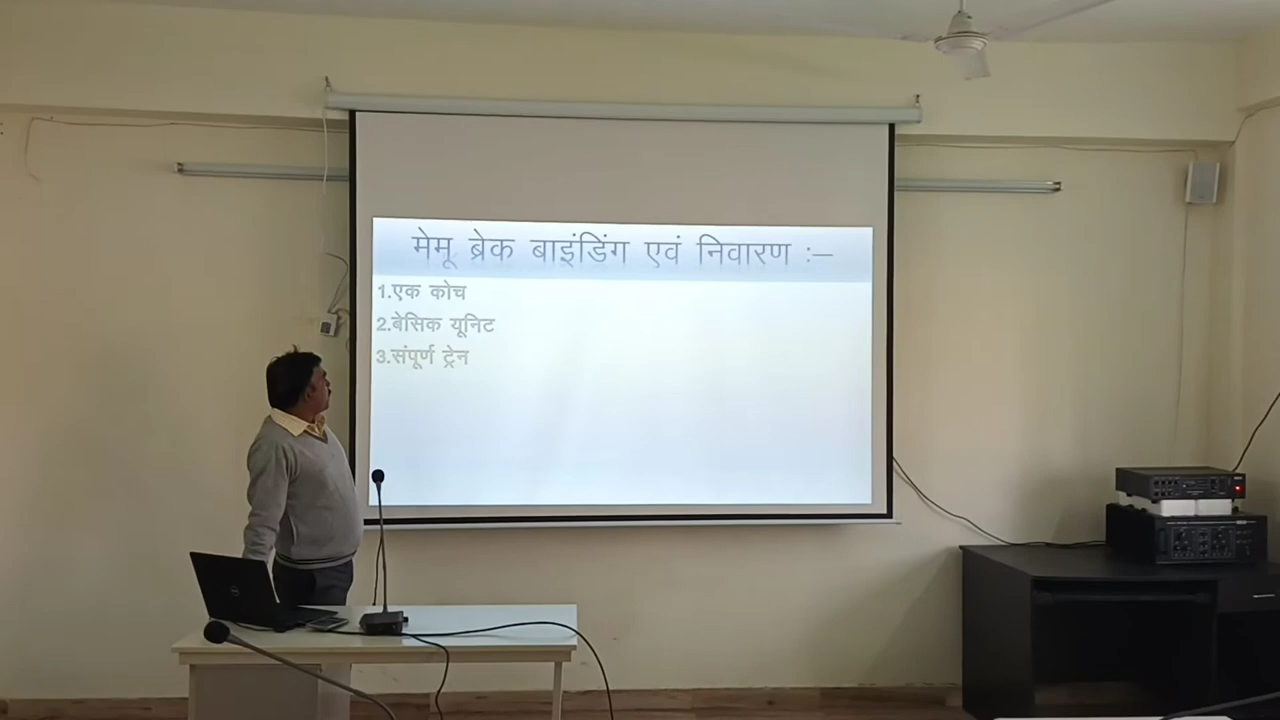 मेमू ब्रेक बाइंडिंग एवं निवारण :–
1.एक कोच
2.बेसिक यूनिट
3.संपूर्ण ट्रेन